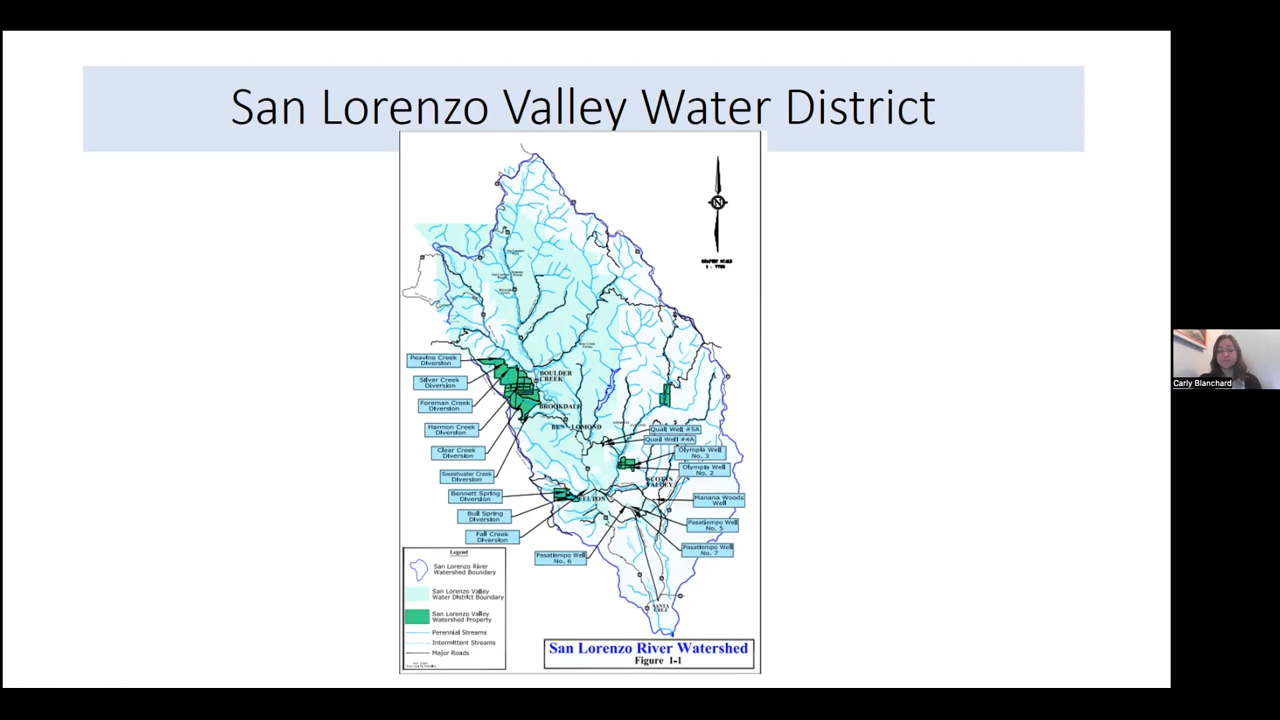 San Lorenzo Valley Water District
N
Peavine Creek
Diversion
Silver Creek
Diversion
Foreman Creek
Diversion
Harmon Creek
Diversion
Clear Creek
Diversion
Sweetwater Creek
Diversion
Bennett Spring
Diversion
Bull Spring
Diversion
Fall Creek
Diversion
Pasatiempo Well
No. 6
BOULDER
CREEK
BROOKDALE
BEN LOMOND
FELTON
SCOTTS
VALLEY
SANTA
CRUZ
Quail Well #5A
Quail Well #4A
Olympia Well
No. 3
Olympia Well
No. 2
Manana Woods
Well
Pasatiempo Well
No. 5
Pasatiempo Well
No. 7
Legend
San Lorenzo River
Watershed Boundary
San Lorenzo Valley
Water District Boundary
San Lorenzo Valley
Watershed Property
Perennial Streams
Intermittent Streams
Major Roads
San Lorenzo River Watershed
Figure 1-1
Carly Blanchard